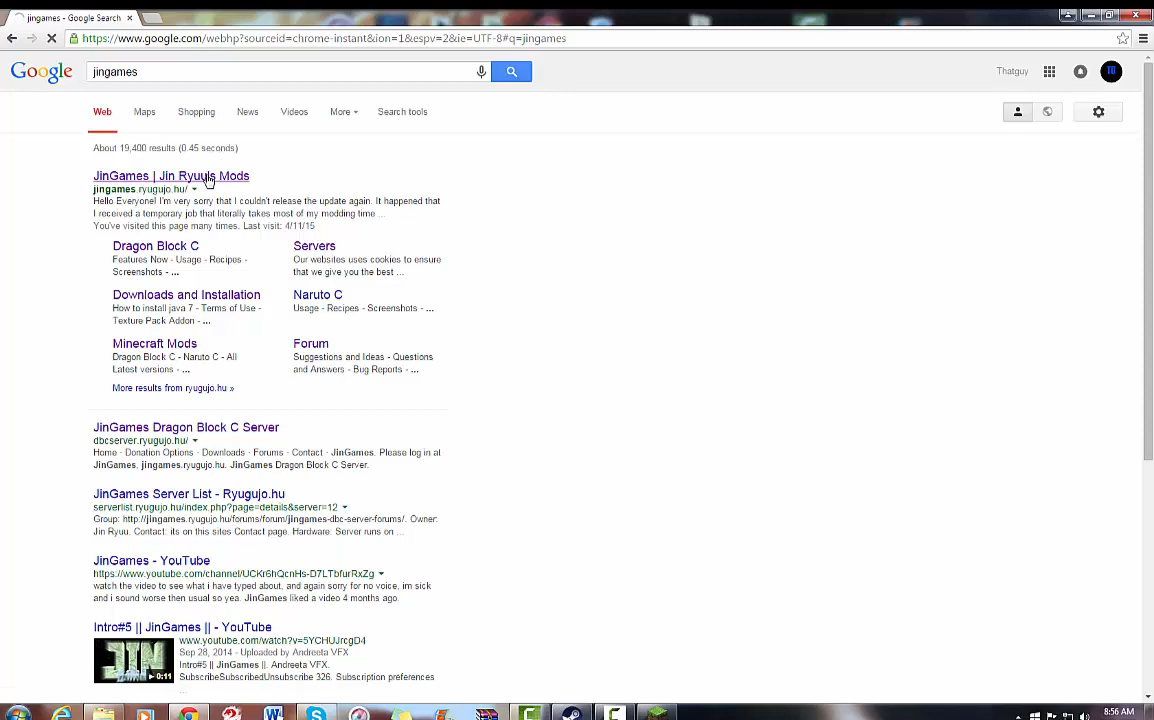 jingames - Google Search
https://www.google.com/webhp?sourceid=chrome-instant&ion=1&espv=2&ie=UTF-8#q=jingames
Google jingames Thatguy
Web Maps Shopping News Videos More Search tools
About 19,400 results (0.45 seconds)
JinGames | Jin Ryuu's Mods
jingames.ryugujo.hu/
Hello Everyone! I'm very sorry that I couldn't release the update again. It happened that
I received a temporary job that literally takes most of my modding time ...
You've visited this page many times. Last visit: 4/11/15
Dragon Block C
Features Now - Usage - Recipes -
Screenshots - ...
Servers
Our websites uses cookies to ensure
that we give you the best ...
Downloads and Installation
How to install java 7 - Terms of Use -
Texture Pack Addon - ...
Naruto C
Usage - Recipes - Screenshots - ...
Minecraft Mods
Dragon Block C - Naruto C - All
Latest versions - ...
Forum
Suggestions and Ideas - Questions
and Answers - Bug Reports - ...
More results from ryugujo.hu »
JinGames Dragon Block C Server
dbcserver.ryugujo.hu/
Home · Donation Options · Downloads · Forums · Contact · JinGames. Please log in at
JinGames, jingames.ryugujo.hu. JinGames Dragon Block C Server.
JinGames Server List - Ryugujo.hu
serverlist.ryugujo.hu/index.php?page=details&server=12
Group: http://jingames.ryugujo.hu/forums/forum/jingames-dbc-server-forums/. Owner:
Jin Ryuu. Contact: its on this sites Contact page. Hardware: Server runs on ...
JinGames - YouTube
https://www.youtube.com/channel/UCKr6hQcnHs-D7LTbfurRxZg
watch the video to see what i have typed about, and again sorry for no voice, im sick
and i sound worse then usual so yea. JinGames liked a video 4 months ago.
Intro#5 || JinGames || - YouTube
www.youtube.com/watch?v=5YCHUJrcgD4
Sep 28, 2014 - Uploaded by Andreeta VFX
Intro#5 || JinGames ||. Andreeta VFX.
SubscribeSubscribedUnsubscribe 326. Subscription preferences
...
JIN
0:11
8:56 AM